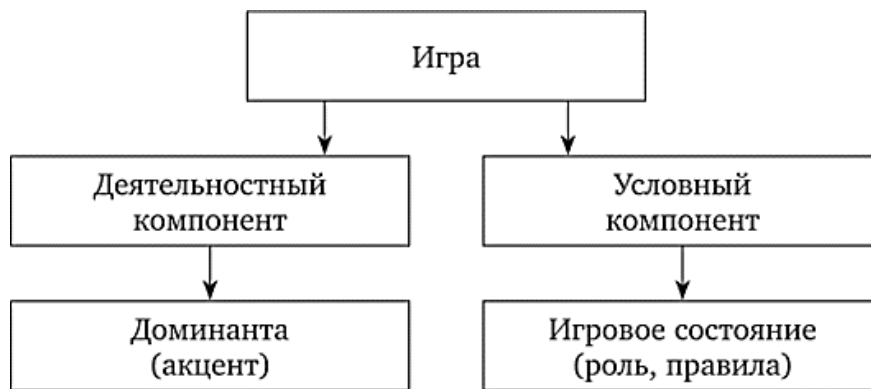 Игра
Деятельностный
компонент
Условный
компонент
Доминанта
(акцент)
Игровое состояние
(роль, правила)